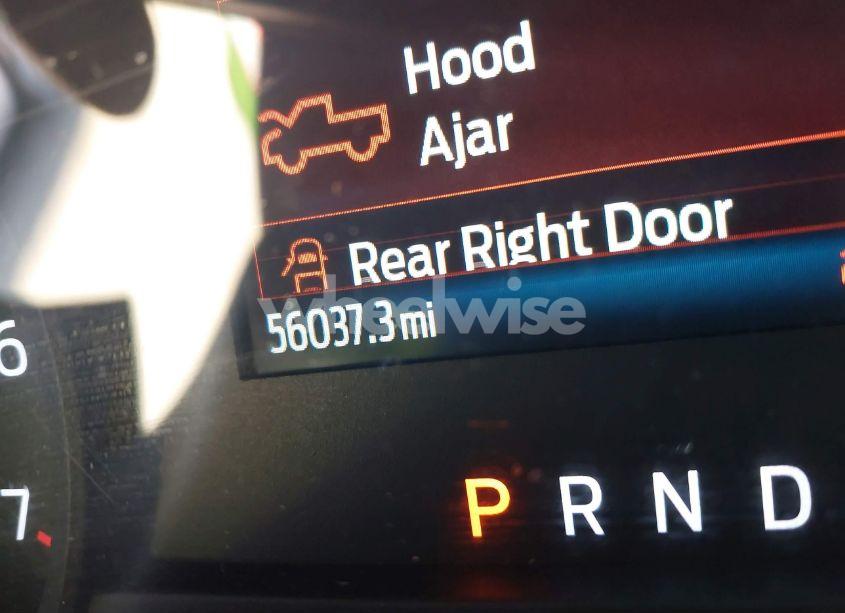 Hood
Ajar
Rear Right Door
wheelwise
56037.3 mi
6
7
P R N D